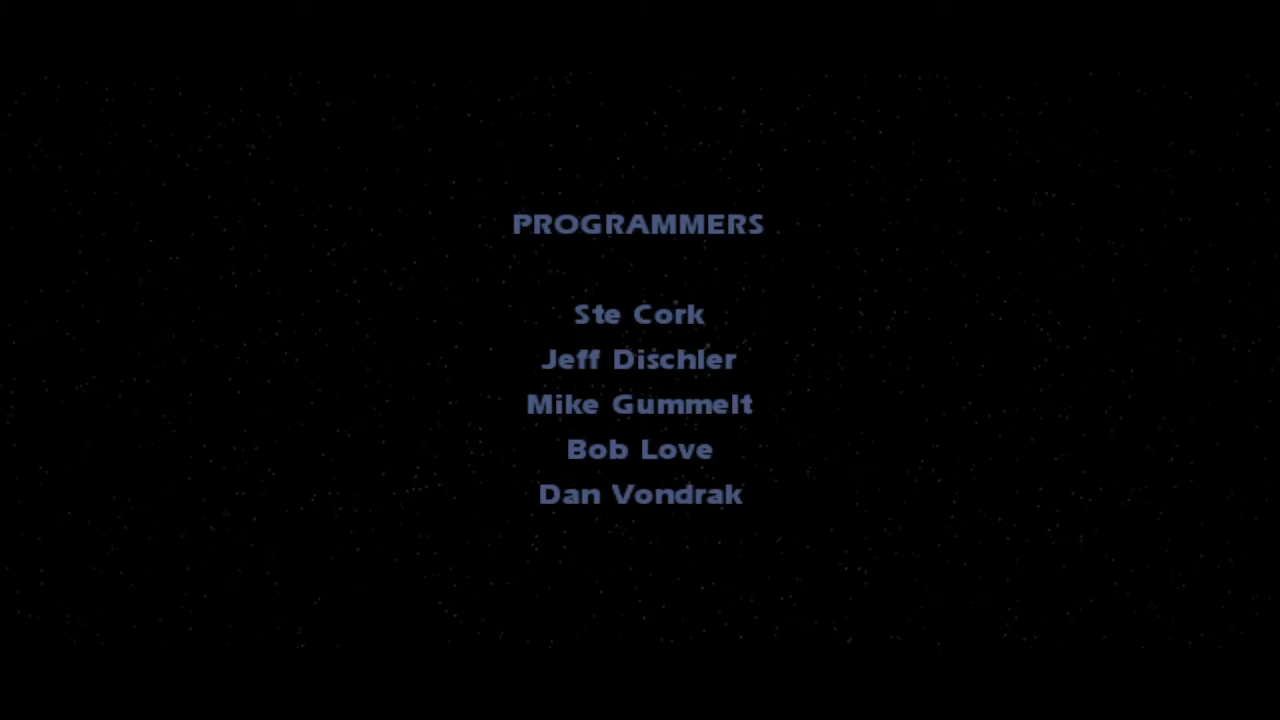 PROGRAMMERS
Ste Cork
Jeff Dischler
Mike Gummelt
Bob Love
Dan Vondrak